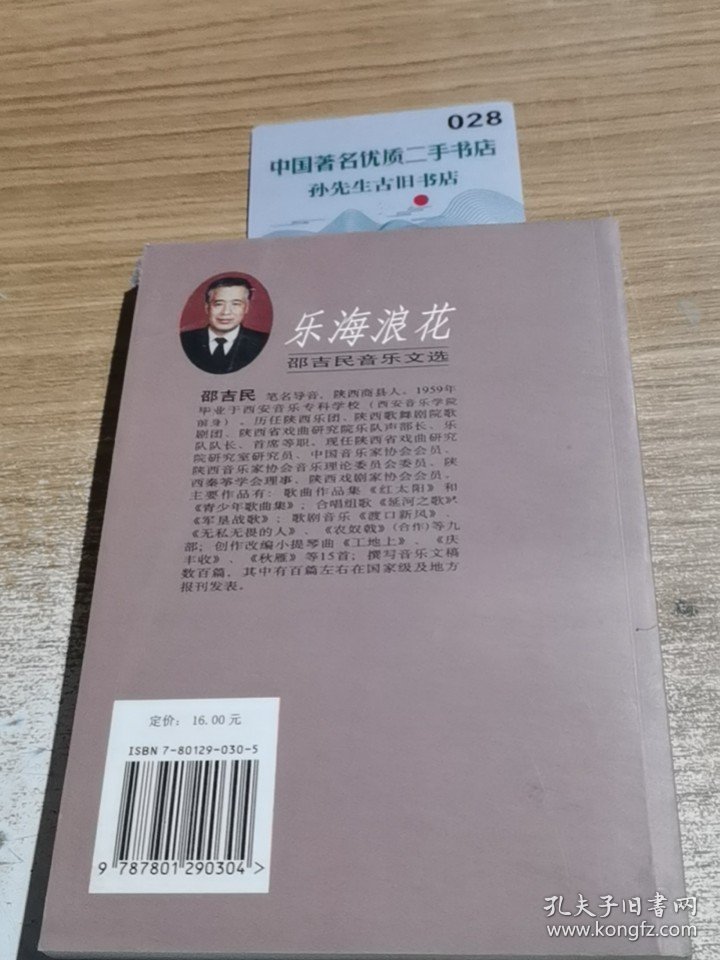 028
中国著名优质二手书店
孙先生古旧书店
乐海浪花
邵吉民音乐文选
邵吉民 笔名导音，陕西商县人。1959年
毕业于西安音乐专科学校（西安音乐学院
前身）。历任陕西乐团、陕西歌舞剧院歌
剧团、陕西省戏曲研究院乐队声部长、乐
队队长、首席等职。现任陕西省戏曲研究
院研究室研究员、中国音乐家协会会员、
陕西音乐家协会音乐理论委员会委员、陕
西秦筝学会理事、陕西戏剧家协会会员。
主要作品有：歌曲作品集《红太阳》和
《青少年歌曲集》；合唱组歌《延河之歌》、
《军垦战歌》；歌剧音乐《渡口新风》、
《无私无畏的人》、《农奴戟》(合作)等九
部；创作改编小提琴曲《工地上》、《庆
丰收》、《秋雁》等15首；撰写音乐文稿
数百篇，其中有百篇左右在国家级及地方
报刊发表。
定价：16.00元
ISBN 7-80129-030-5
9 787801 290304 >
孔夫子旧书网
www.kongfz.com